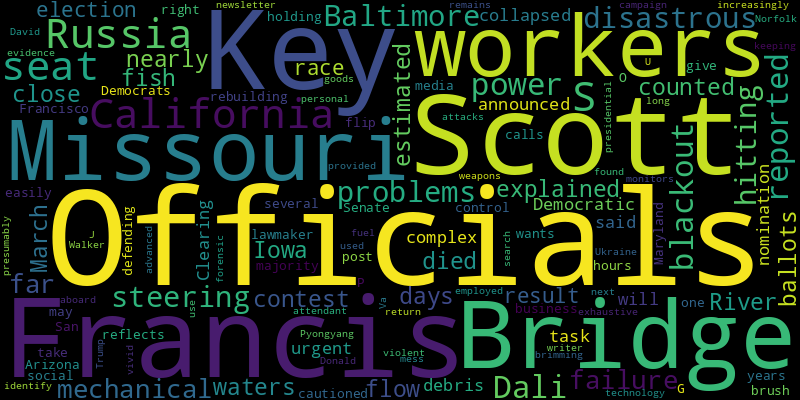 newsletter increasingly
election Baltimore collapsed disastrous remains campaign
David right holding Key workers Norfolk
evidence Russia nearly race keeping
seat fish goods power s media give counted
Democrats announced O U
close rebuilding personal estimated
Francisco California flip attacks calls presidential long
Missouri Scott blackout hitting reported
easily several provided weapons found monitors
Officials problems explained nomination
March Senate Democratic
presumably J Walker defending advanced Clearing forensic lawmaker control complex said Ukraine Maryland ballots
Iowa post wants search died hours
far majority fuel
steering contest used p days result will one River
reflects may use aboard Va employed next business
Francis Bridge
San attendant return exhaustive
take Trump urgent Pyongyang writer task
Arizona vivid Donald mess brimming
social violent failure years
identify mechanical waters cautioned flow debris Dali technology G brush